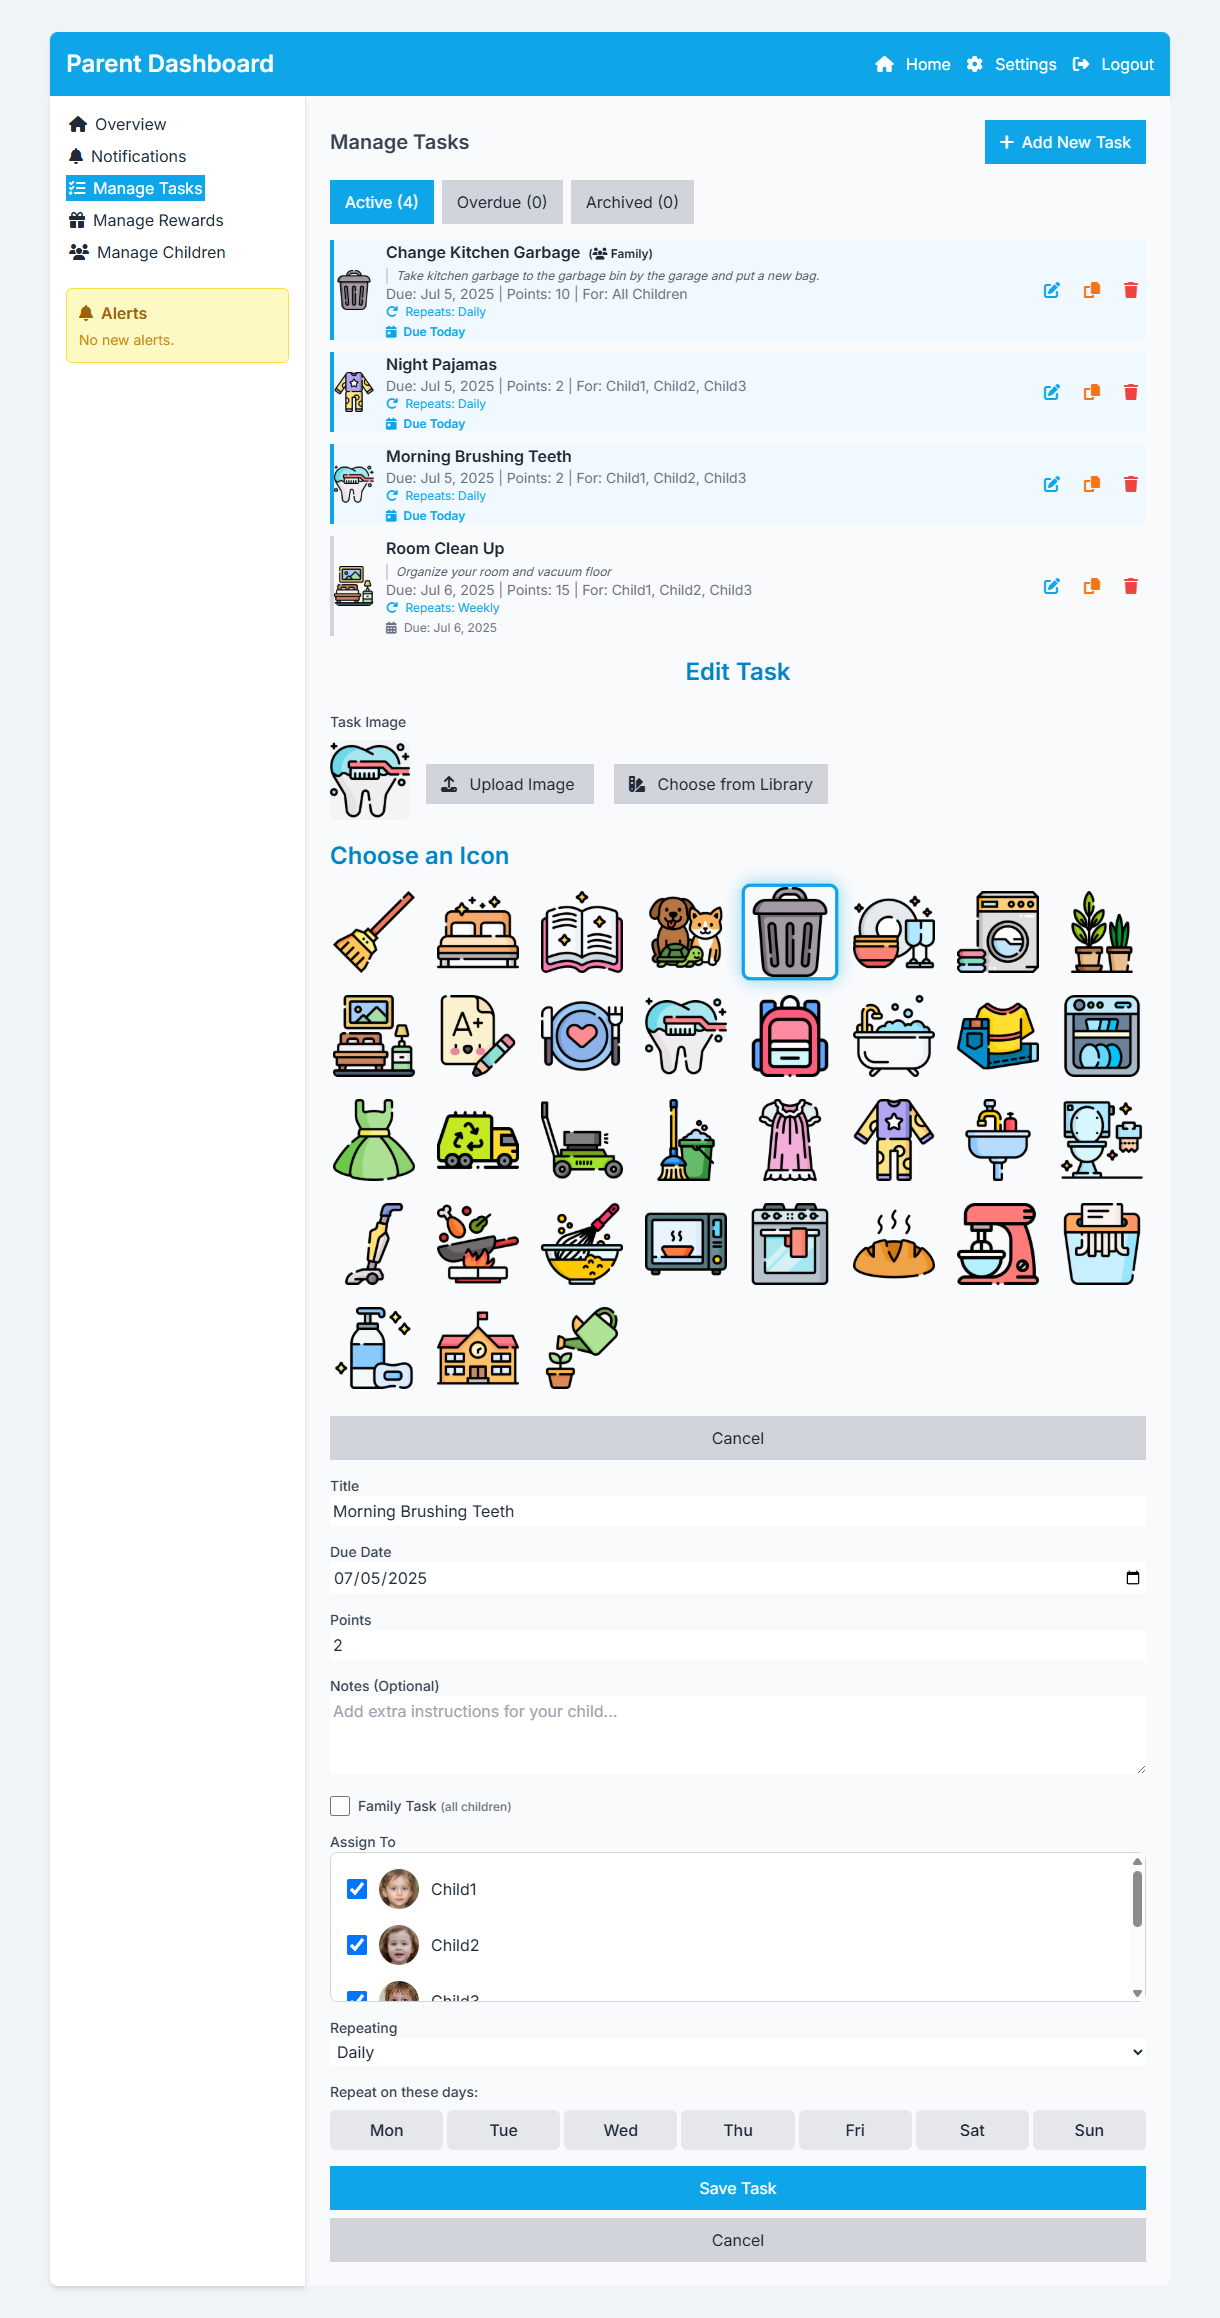 Parent Dashboard
Home Settings Logout
Overview
Notifications
Manage Tasks
Manage Rewards
Manage Children
Alerts
No new alerts.
Manage Tasks
Add New Task
Active (4) Overdue (0) Archived (0)
Change Kitchen Garbage (Family)
Take kitchen garbage to the garbage bin by the garage and put a new bag.
Due: Jul 5, 2025 | Points: 10 | For: All Children
Repeats: Daily
Due Today
Night Pajamas
Due: Jul 5, 2025 | Points: 2 | For: Child1, Child2, Child3
Repeats: Daily
Due Today
Morning Brushing Teeth
Due: Jul 5, 2025 | Points: 2 | For: Child1, Child2, Child3
Repeats: Daily
Due Today
Room Clean Up
Organize your room and vacuum floor
Due: Jul 6, 2025 | Points: 15 | For: Child1, Child2, Child3
Repeats: Weekly
Due: Jul 6, 2025
Edit Task
Task Image
Upload Image Choose from Library
Choose an Icon
A+
Cancel
Title
Morning Brushing Teeth
Due Date
07/05/2025
Points
2
Notes (Optional)
Add extra instructions for your child...
Family Task (all children)
Assign To
Child1
Child2
Child3
Repeating
Daily
Repeat on these days:
Mon Tue Wed Thu Fri Sat Sun
Save Task
Cancel